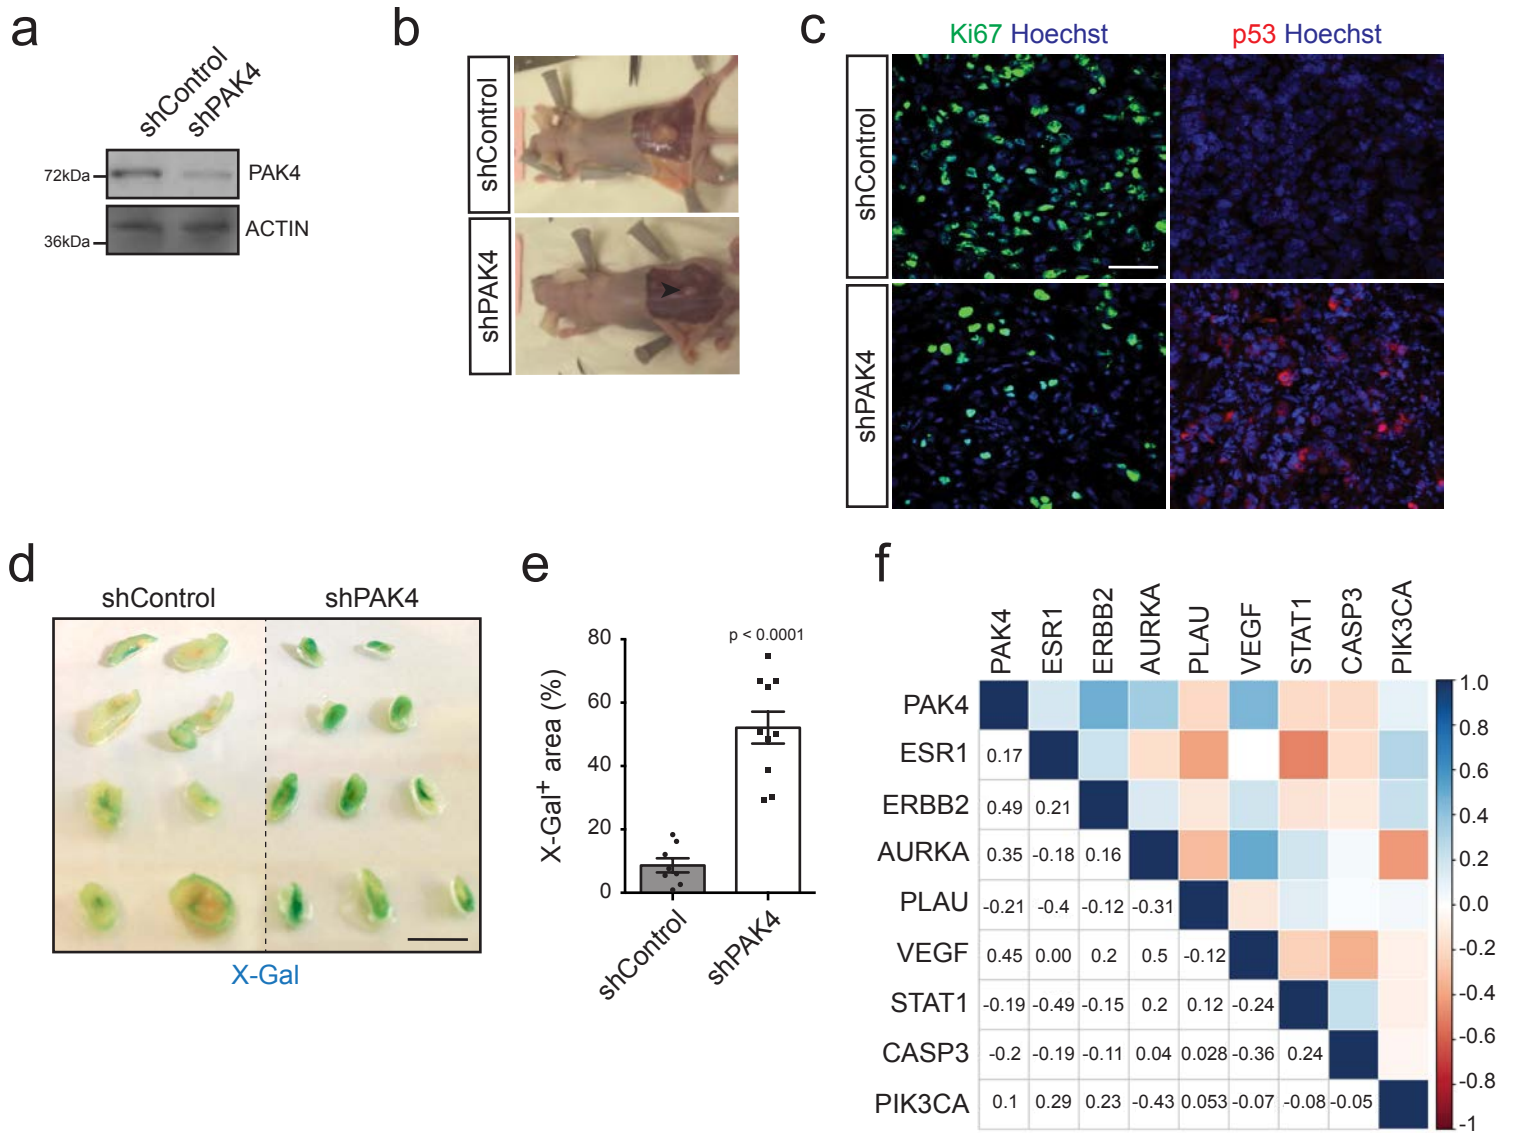 a
shControl
shPAK4
72kDa
PAK4
36kDa
ACTIN
b
shControl
shPAK4
c
Ki67 Hoechst
p53 Hoechst
shControl
shPAK4
d
shControl
shPAK4
X-Gal
e
X-Gal+ area (%)
80
60
40
20
0
p < 0.0001
shControl
shPAK4
f
PAK4 ESR1 ERBB2 AURKA PLAU VEGF STAT1 CASP3 PIK3CA
PAK4
ESR1 0.17
ERBB2 0.49 0.21
AURKA 0.35 -0.18 0.16
PLAU -0.21 -0.4 -0.12 -0.31
VEGF 0.45 0.00 0.2 0.5 -0.12
STAT1 -0.19 -0.49 -0.15 0.2 0.12 -0.24
CASP3 -0.2 -0.19 -0.11 0.04 0.028 -0.36 0.24
PIK3CA 0.1 0.29 0.23 -0.43 0.053 -0.07 -0.08 -0.05
1.0
0.8
0.6
0.4
0.2
0.0
-0.2
-0.4
-0.6
-0.8
-1